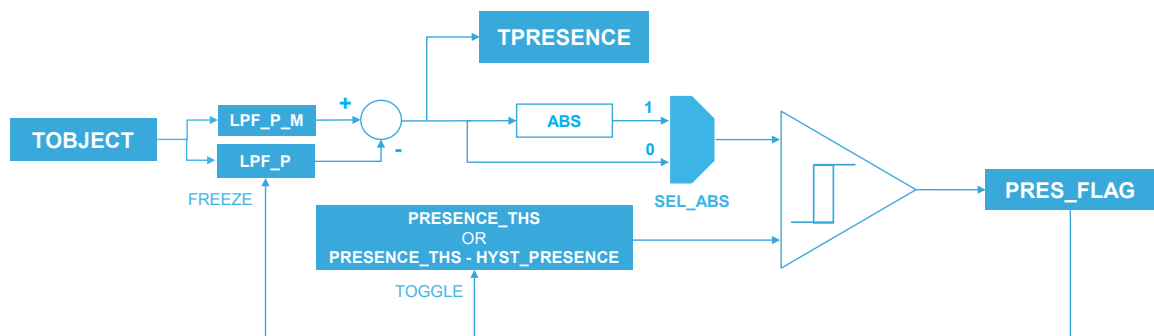 TPRESENCE
+
LPF_P_M
ABS
1
TOBJECT
LPF_P
-
0
FREEZE
SEL_ABS
PRES_FLAG
PRESENCE_THS
OR
PRESENCE_THS - HYST_PRESENCE
TOGGLE